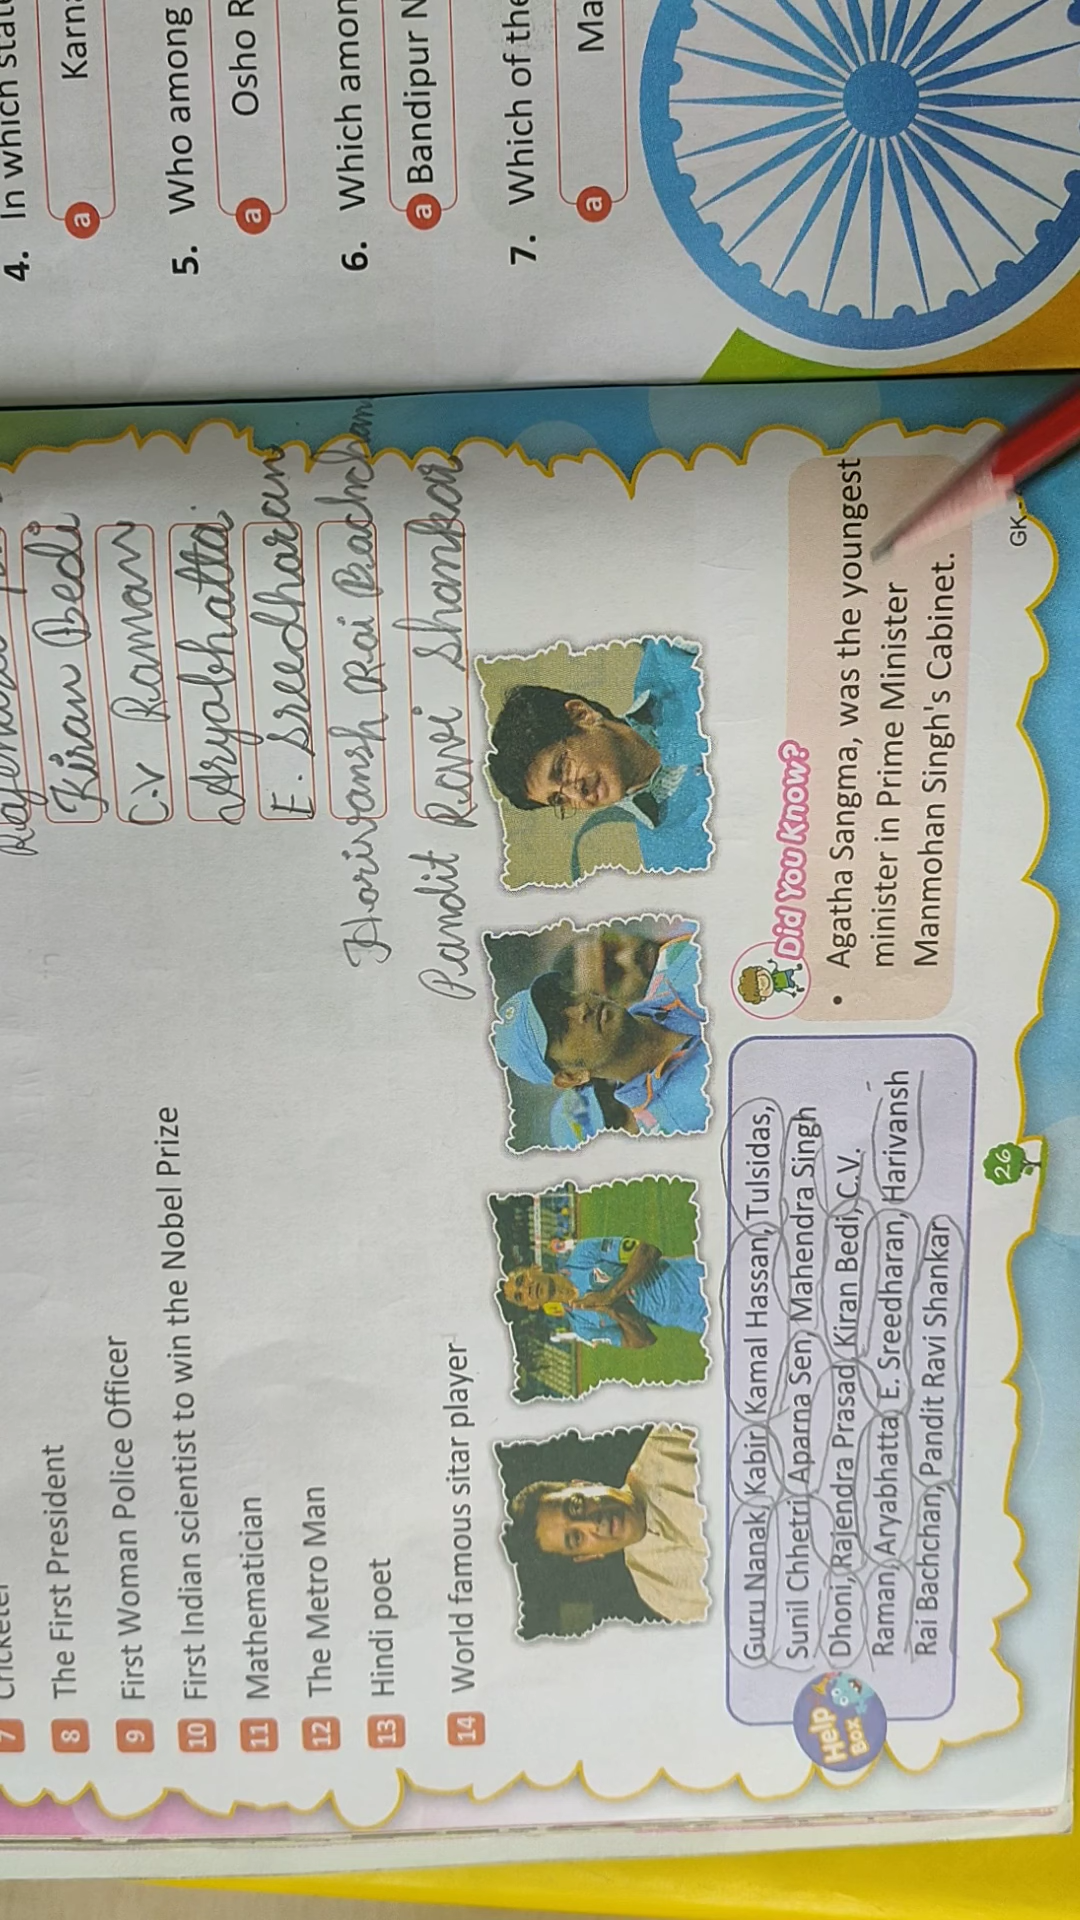 7 Cricketer
8 The First President Rajendra
9 First Woman Police Officer Kiran Bedi
10 First Indian scientist to win the Nobel Prize C.V Raman
11 Mathematician Aryabhatta
12 The Metro Man E. Sreedharan
13 Hindi poet Harivansh Rai Bachchan
14 World famous sitar player Pandit Ravi Shankar
Help Box
Guru Nanak, Kabir, Kamal Hassan, Tulsidas,
Sunil Chhetri, Aparna Sen, Mahendra Singh
Dhoni, Rajendra Prasad, Kiran Bedi, C.V.
Raman, Aryabhatta, E. Sreedharan, Harivansh
Rai Bachchan, Pandit Ravi Shankar
Did You Know?
• Agatha Sangma, was the youngest
minister in Prime Minister
Manmohan Singh's Cabinet.
26
GK
4. In which
a
5. Who among
a Osho
6. Which
a Bandipur
7. Which of the
a